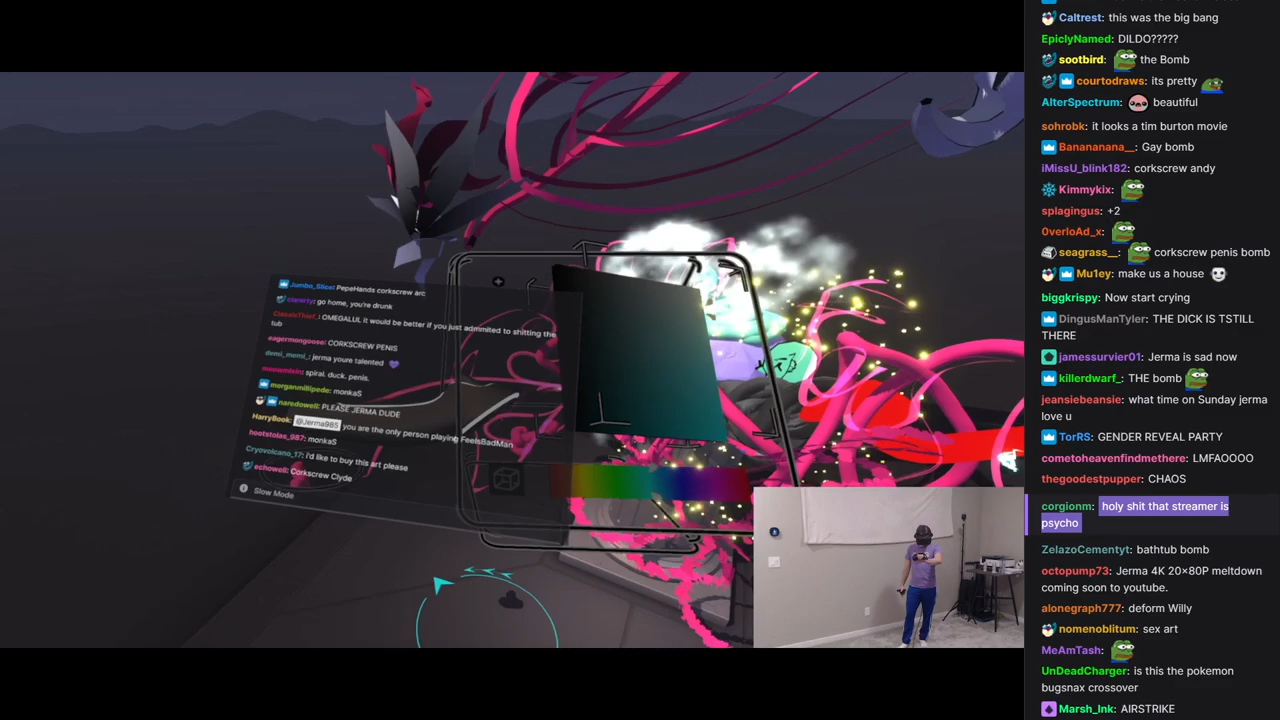 Jumbo_Slice: PepeHands corkscrew arc
clararty: go home, you're drunk
ClassicThief_: OMEGALUL it would be better if you just admmited to shitting the
tub
eagermongoose: CORKSCREW PENIS
demi_memi_: jerma youre talented
meowmixin: spiral. duck. penis.
morganmillipede: monkaS
naredowell: PLEASE JERMA DUDE
HarryBook: @Jerma985 you are the only person playing FeelsBadMan
hootstolas_987: monkaS
Cryovolcano_17: I'd like to buy this art please
echowell: Corkscrew Clyde
Slow Mode
Caltrest: this was the big bang
EpiclyNamed: DILDO?????
sootbird: the Bomb
courtodraws: its pretty
AlterSpectrum: beautiful
sohrobk: it looks a tim burton movie
Banananana__: Gay bomb
iMissU_blink182: corkscrew andy
Kimmykix:
splagingus: +2
0verloAd_x:
seagrass__: corkscrew penis bomb
Mu1ey: make us a house
biggkrispy: Now start crying
DingusManTyler: THE DICK IS TSTILL
THERE
jamessurvier01: Jerma is sad now
killerdwarf_: THE bomb
jeansiebeansie: what time on Sunday jerma
love u
TorRS: GENDER REVEAL PARTY
cometoheavenfindmethere: LMFAOOOO
thegoodestpupper: CHAOS
corgionm: holy shit that streamer is
psycho
ZelazoCementyt: bathtub bomb
octopump73: Jerma 4K 20x80P meltdown
coming soon to youtube.
alonegraph777: deform Willy
nomenoblitum: sex art
MeAmTash:
UnDeadCharger: is this the pokemon
bugsnax crossover
Marsh_Ink: AIRSTRIKE